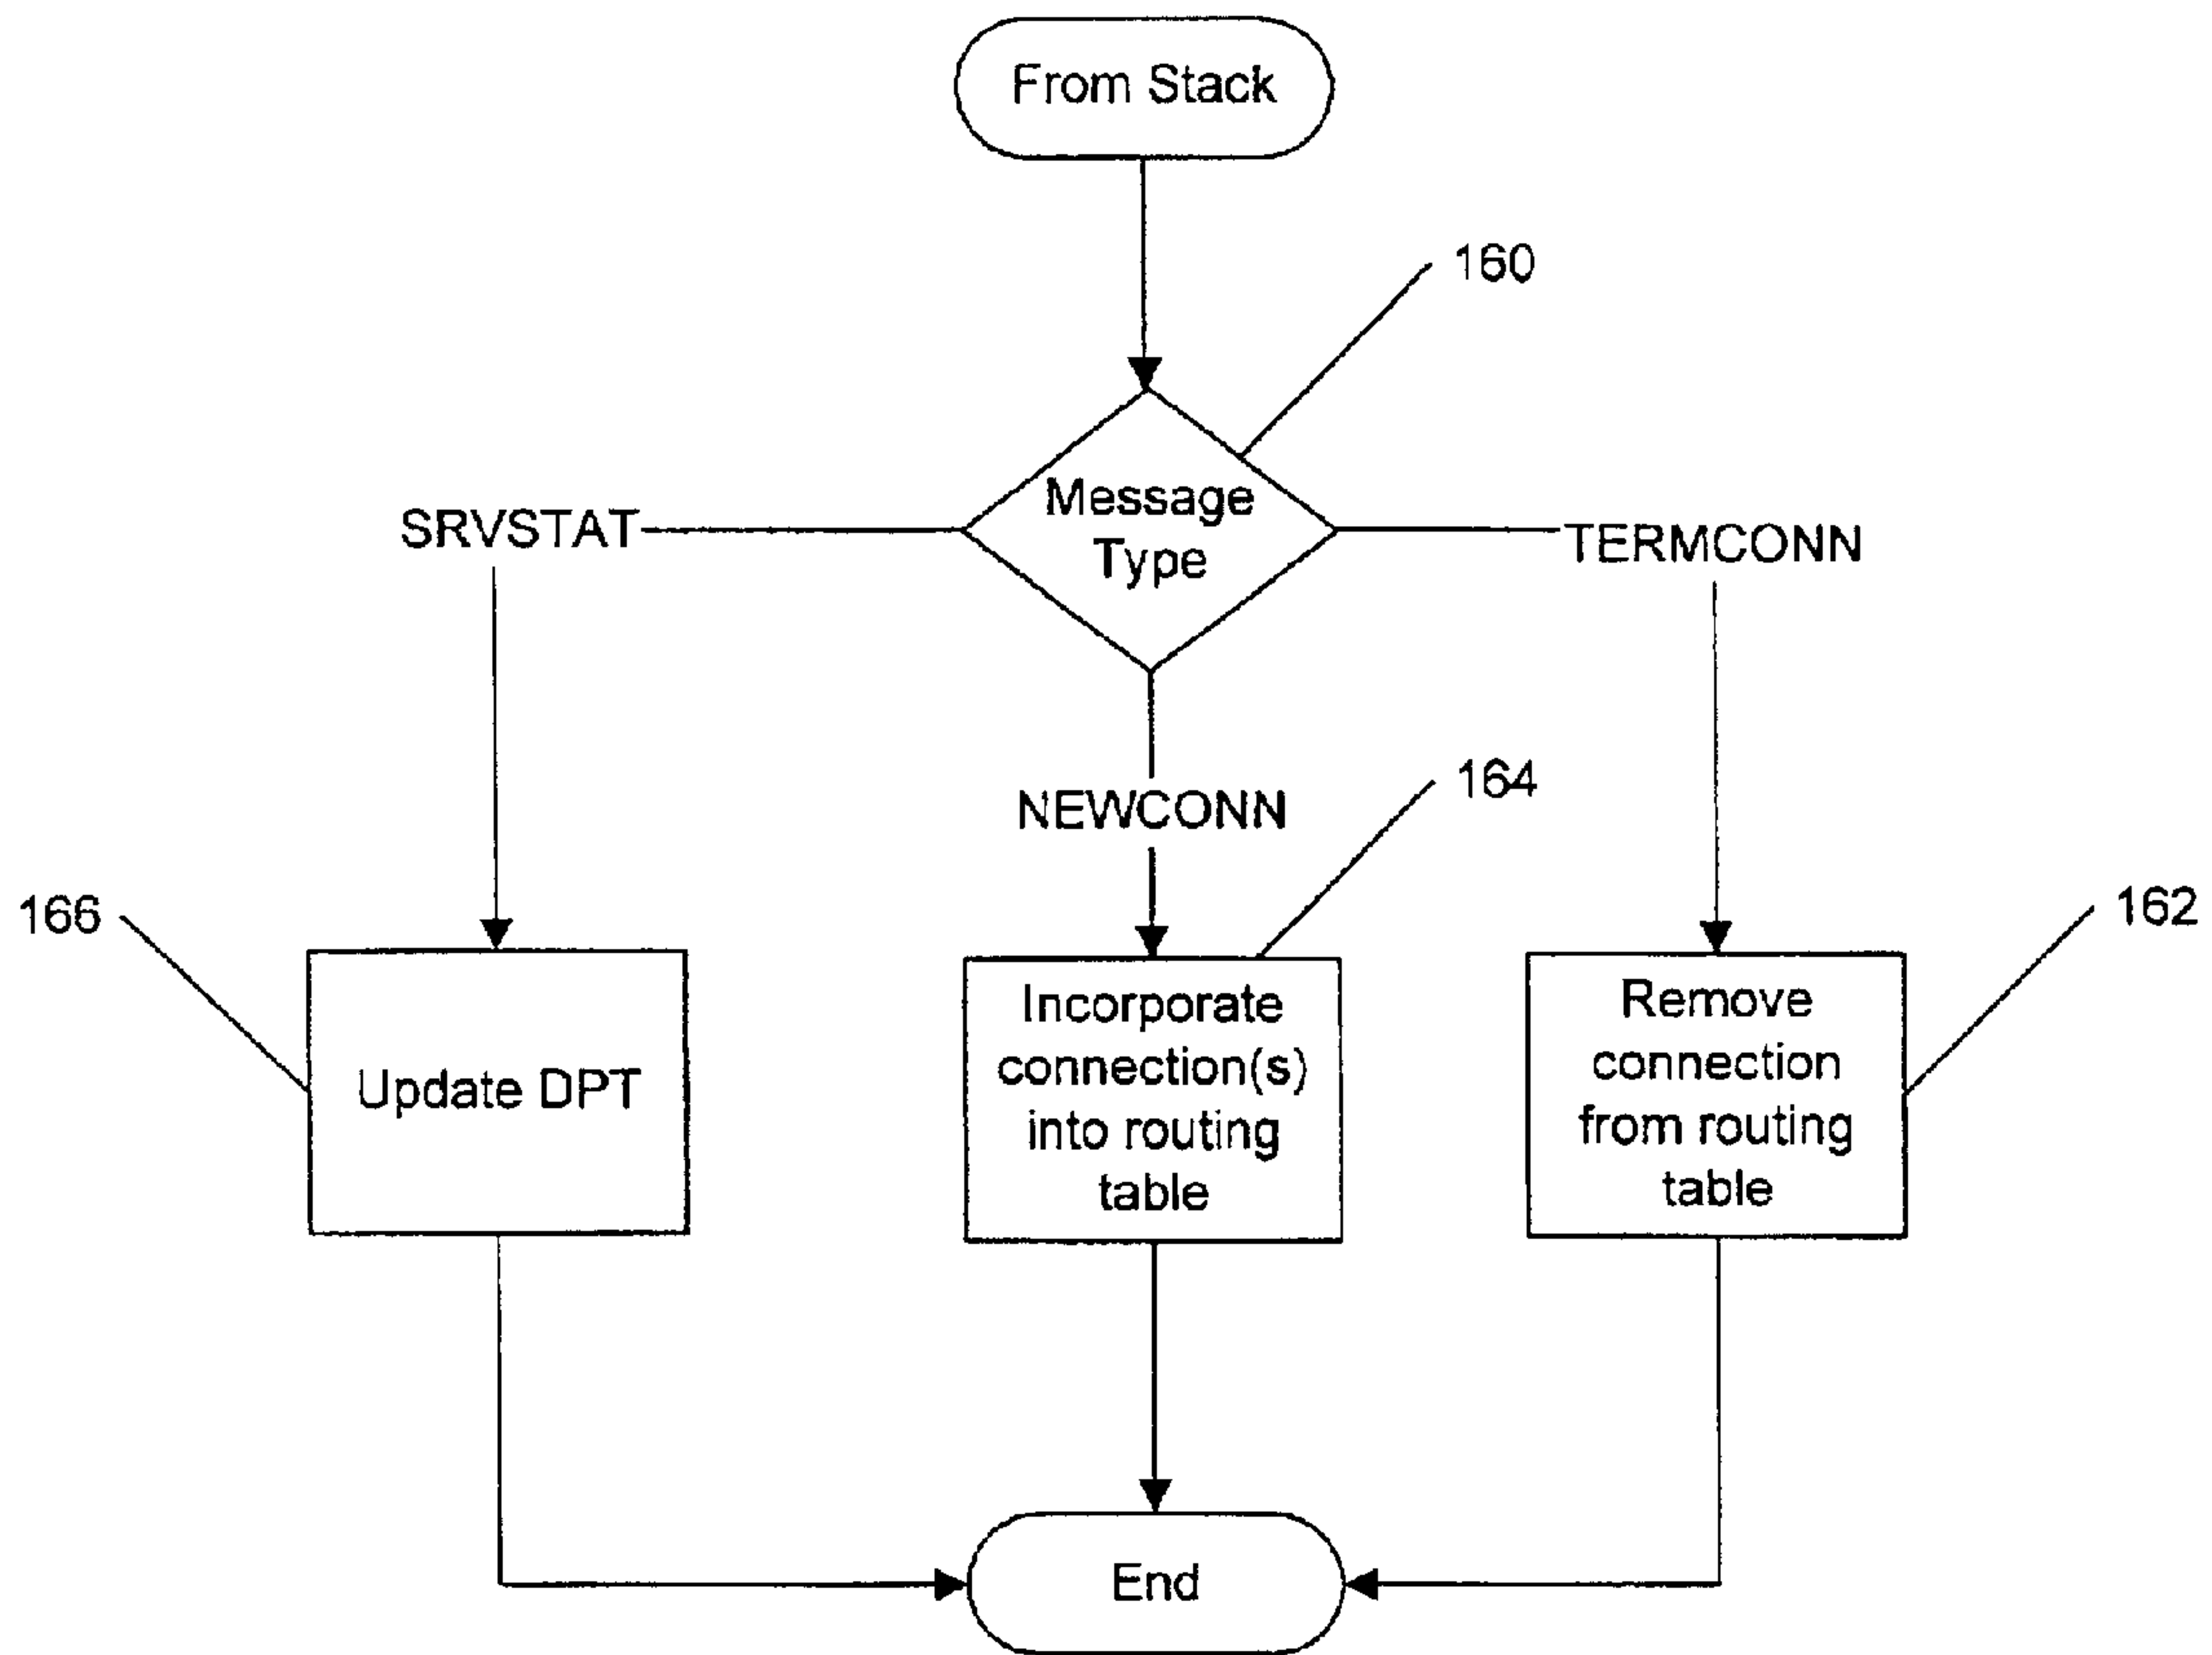 From Stack
160
Message
Type
SRVSTAT
TERMCONN
NEWCONN
164
166
162
Update DPT
Incorporate
connection(s)
into routing
table
Remove
connection
from routing
table
End